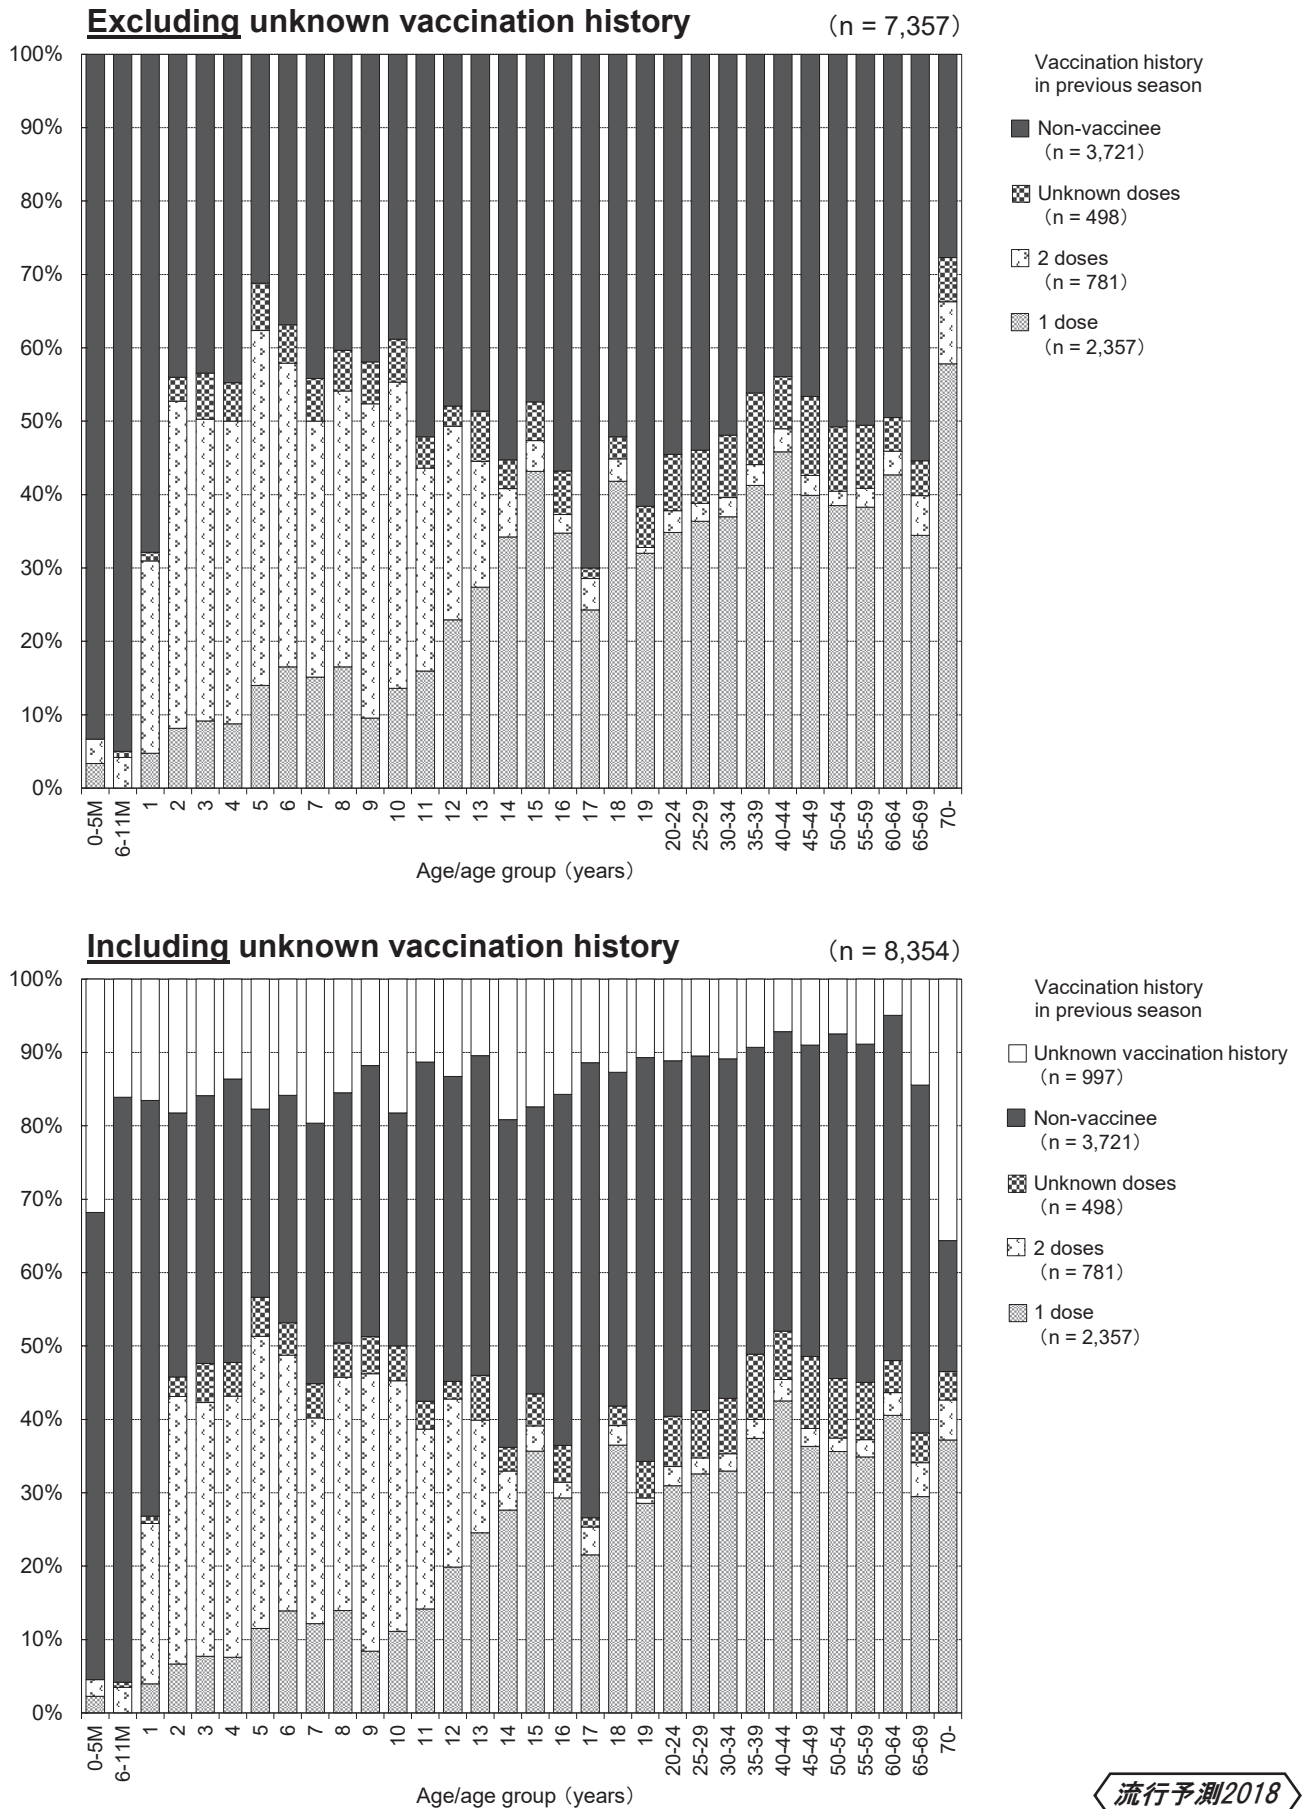 Excluding unknown vaccination history
(n = 7,357)
100%
90%
80%
70%
60%
50%
40%
30%
20%
10%
0%
0-5M
6-11M
1
2
3
4
5
6
7
8
9
10
11
12
13
14
15
16
17
18
19
20-24
25-29
30-34
35-39
40-44
45-49
50-54
55-59
60-64
65-69
70-
Age/age group (years)
Vaccination history
in previous season
Non-vaccinee
(n = 3,721)
Unknown doses
(n = 498)
2 doses
(n = 781)
1 dose
(n = 2,357)
Including unknown vaccination history
(n = 8,354)
100%
90%
80%
70%
60%
50%
40%
30%
20%
10%
0%
0-5M
6-11M
1
2
3
4
5
6
7
8
9
10
11
12
13
14
15
16
17
18
19
20-24
25-29
30-34
35-39
40-44
45-49
50-54
55-59
60-64
65-69
70-
Age/age group (years)
Vaccination history
in previous season
Unknown vaccination history
(n = 997)
Non-vaccinee
(n = 3,721)
Unknown doses
(n = 498)
2 doses
(n = 781)
1 dose
(n = 2,357)
流行予測2018